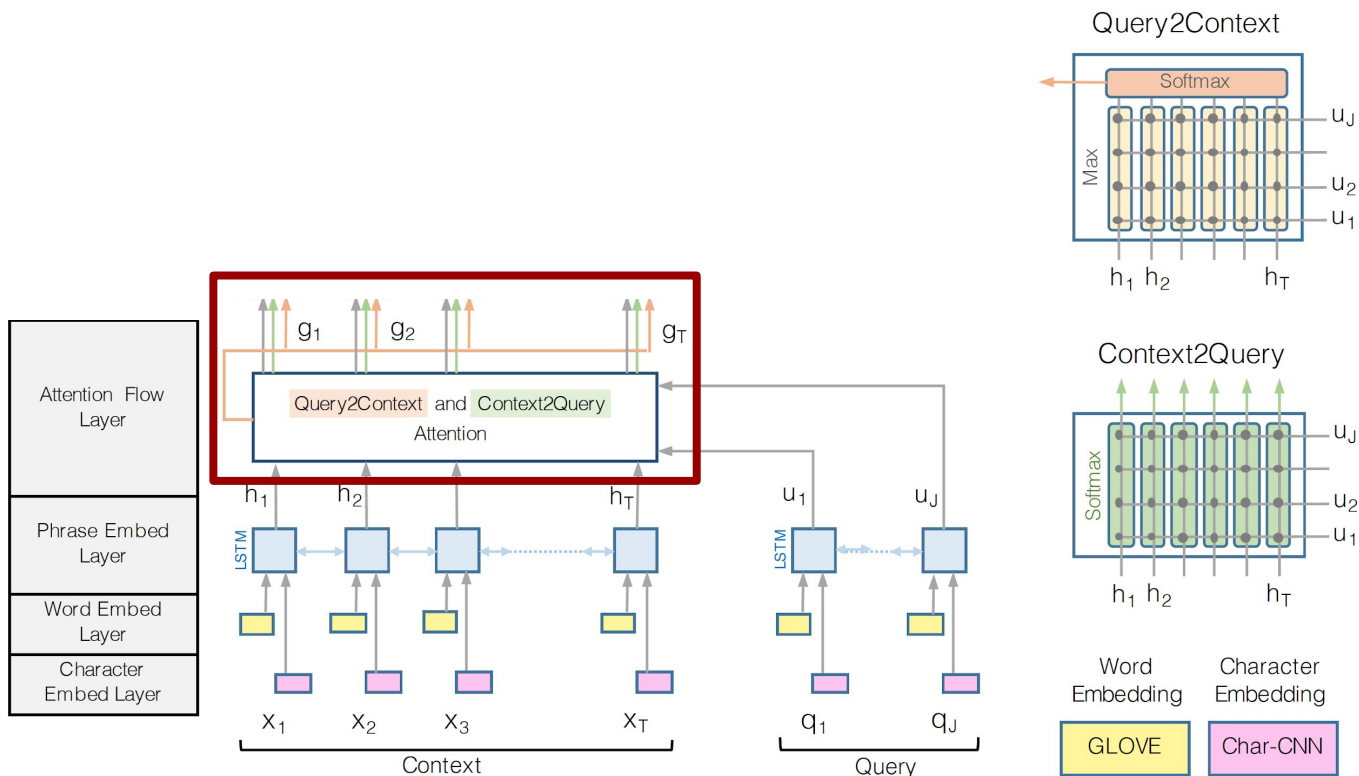 Query2Context
Softmax
Max
u_J
u_2
u_1
h_1 h_2 h_T
Context2Query
Softmax
u_J
u_2
u_1
h_1 h_2 h_T
Attention Flow
Layer
Phrase Embed
Layer
Word Embed
Layer
Character
Embed Layer
g_1 g_2 g_T
Query2Context and Context2Query
Attention
h_1 h_2 h_T
u_1 u_J
LSTM
LSTM
x_1 x_2 x_3 x_T
q_1 q_J
Context
Query
Word
Embedding
GLOVE
Character
Embedding
Char-CNN